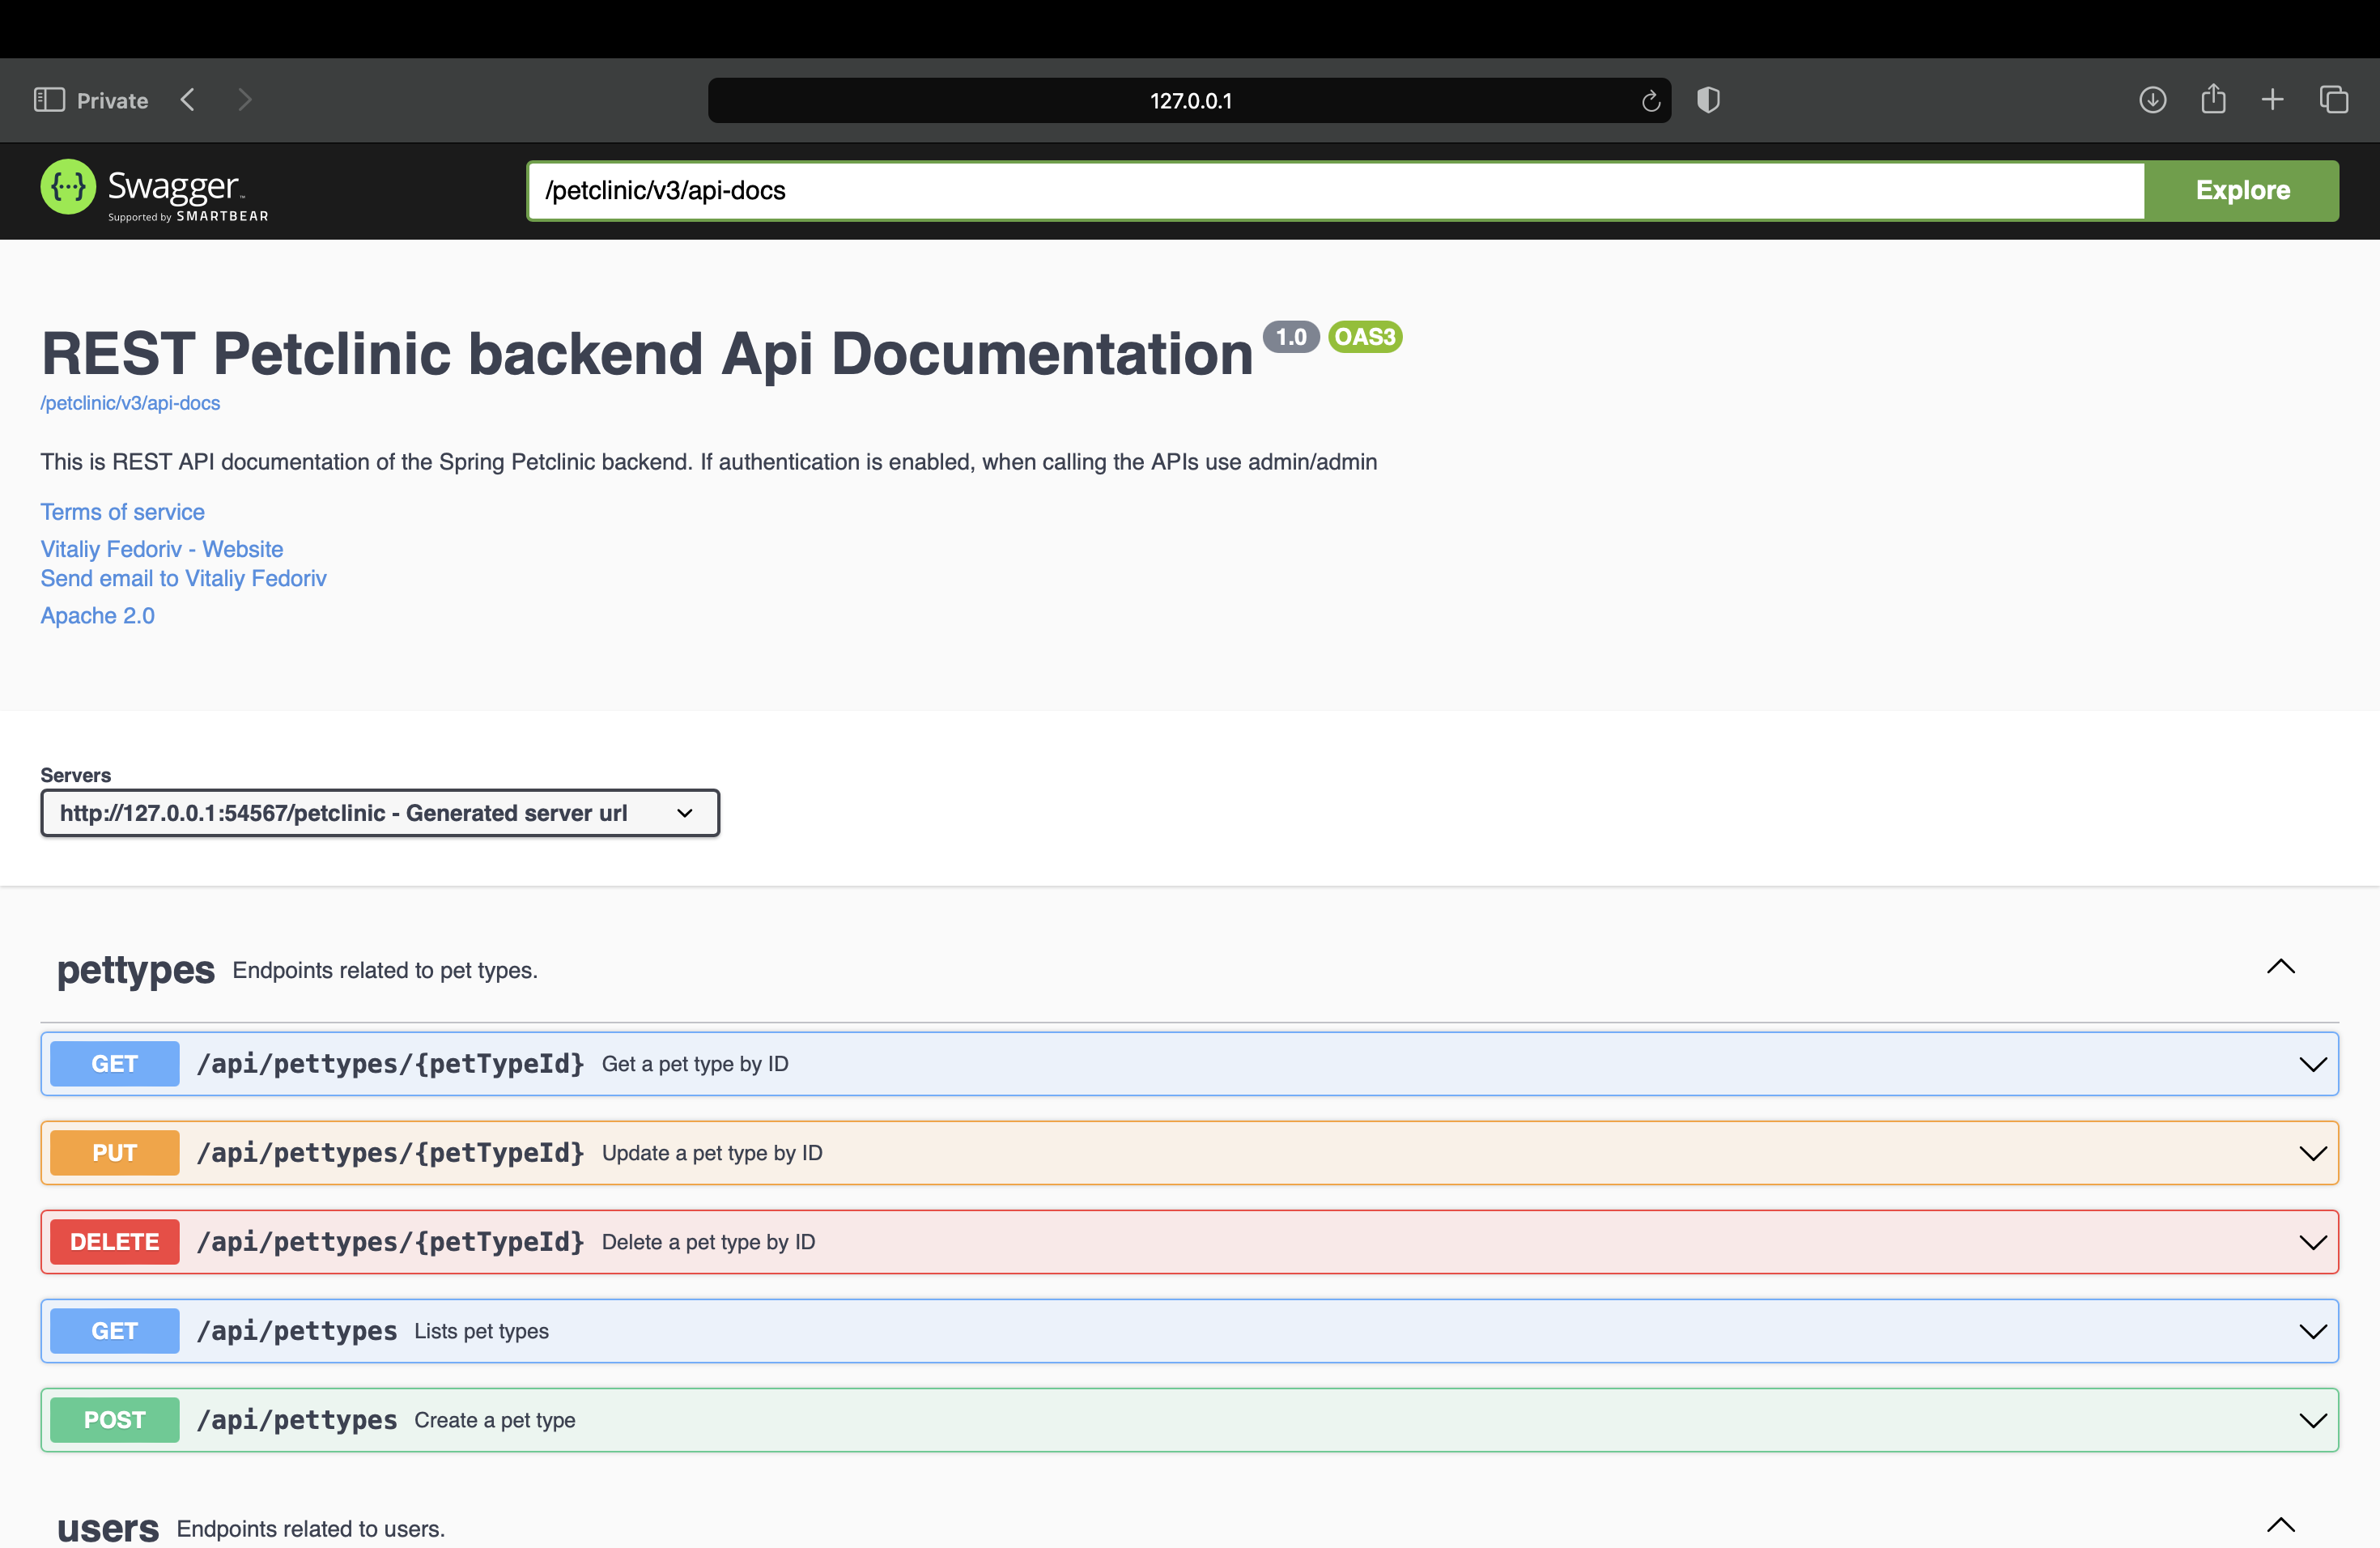 Private
127.0.0.1
{···} Swagger™
Supported by SMARTBEAR
/petclinic/v3/api-docs
Explore
REST Petclinic backend Api Documentation 1.0 OAS3
/petclinic/v3/api-docs
This is REST API documentation of the Spring Petclinic backend. If authentication is enabled, when calling the APIs use admin/admin
Terms of service
Vitaliy Fedoriv - Website
Send email to Vitaliy Fedoriv
Apache 2.0
Servers
http://127.0.0.1:54567/petclinic - Generated server url
pettypes Endpoints related to pet types.
GET /api/pettypes/{petTypeId} Get a pet type by ID
PUT /api/pettypes/{petTypeId} Update a pet type by ID
DELETE /api/pettypes/{petTypeId} Delete a pet type by ID
GET /api/pettypes Lists pet types
POST /api/pettypes Create a pet type
users Endpoints related to users.